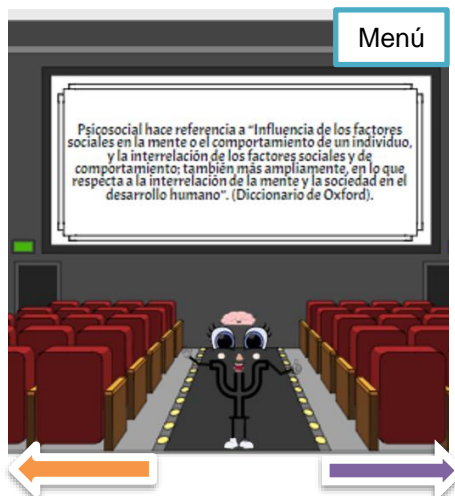 Menú
Psicosocial hace referencia a “Influencia de los factores
sociales en la mente o el comportamiento de un individuo,
y la interrelación de los factores sociales y de
comportamiento; también más ampliamente, en lo que
respecta a la interrelación de la mente y la sociedad en el
desarrollo humano”. (Diccionario de Oxford).